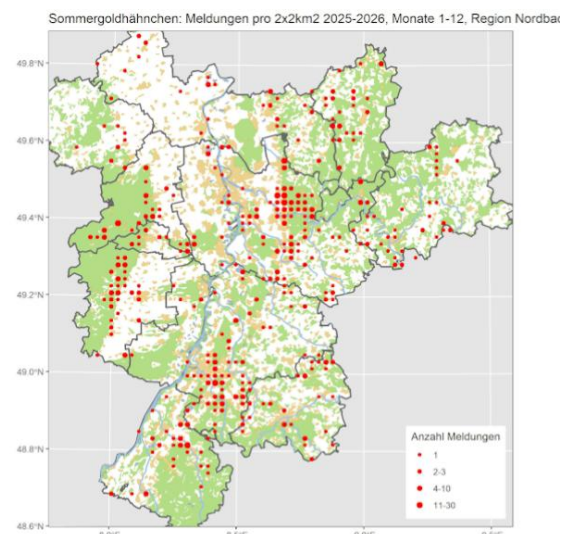 Sommergoldhähnchen: Meldungen pro 2x2km2 2025-2026, Monate 1-12, Region Nordbad
49.8°N
49.6°N
49.4°N
49.2°N
49.0°N
48.8°N
48.6°N
Anzahl Meldungen
1
2-3
4-10
11-30